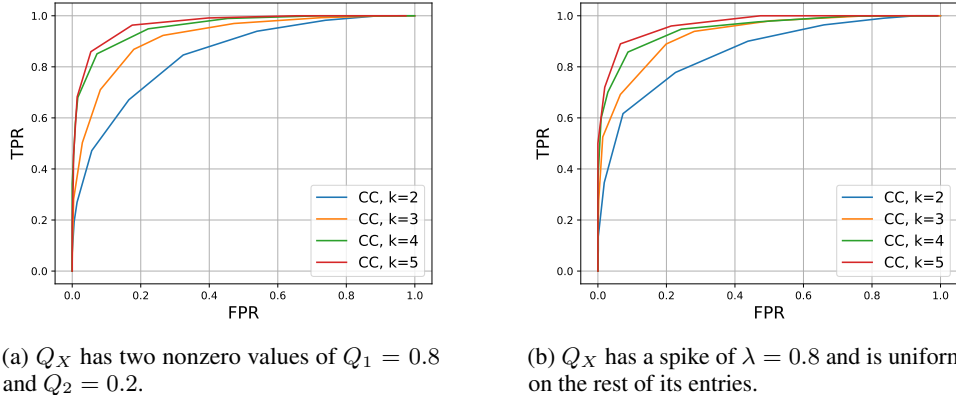 1.0
0.8
0.6
0.4
0.2
0.0
TPR
0.0 0.2 0.4 0.6 0.8 1.0
FPR
CC, k=2
CC, k=3
CC, k=4
CC, k=5
1.0
0.8
0.6
0.4
0.2
0.0
TPR
0.0 0.2 0.4 0.6 0.8 1.0
FPR
CC, k=2
CC, k=3
CC, k=4
CC, k=5
(a) Q_X has two nonzero values of Q_1 = 0.8
and Q_2 = 0.2.
(b) Q_X has a spike of λ = 0.8 and is uniform
on the rest of its entries.